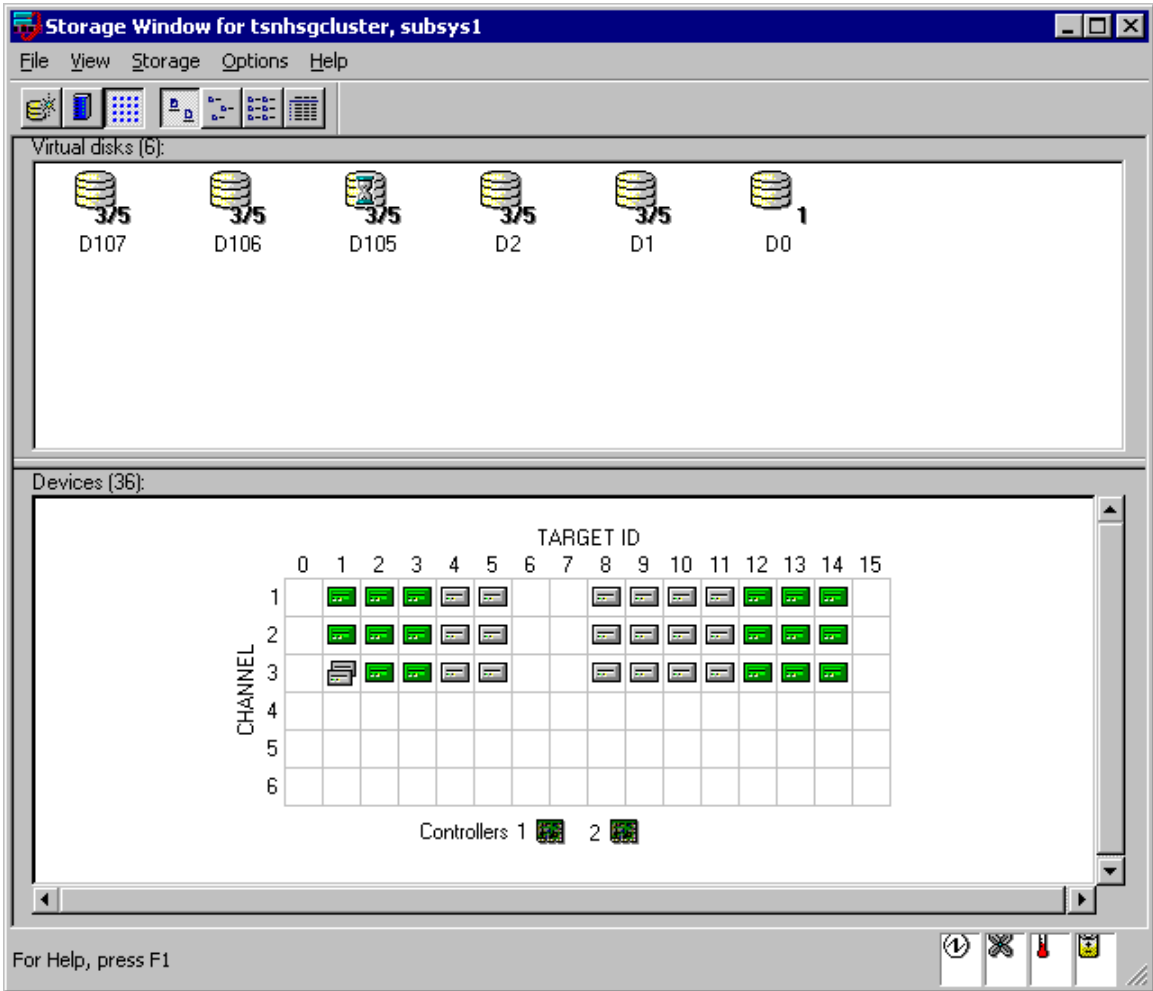 Storage Window for tsnhsgcluster, subsys1
File View Storage Options Help
Virtual disks (6):
3/5 3/5 3/5 3/5 3/5 1
D107 D106 D105 D2 D1 D0
Devices (36):
TARGET ID
0 1 2 3 4 5 6 7 8 9 10 11 12 13 14 15
CHANNEL
1
2
3
4
5
6
Controllers 1 2
For Help, press F1